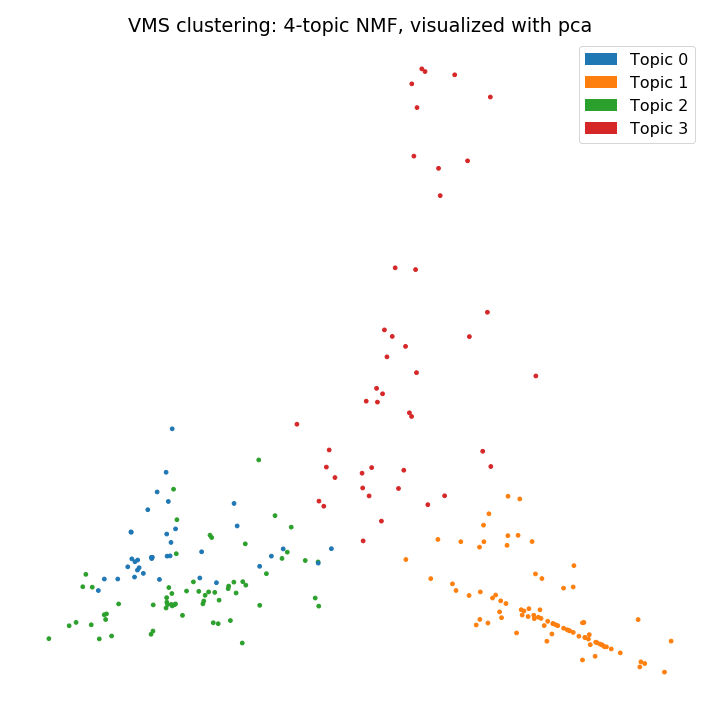 VMS clustering: 4-topic NMF, visualized with pca
Topic 0
Topic 1
Topic 2
Topic 3